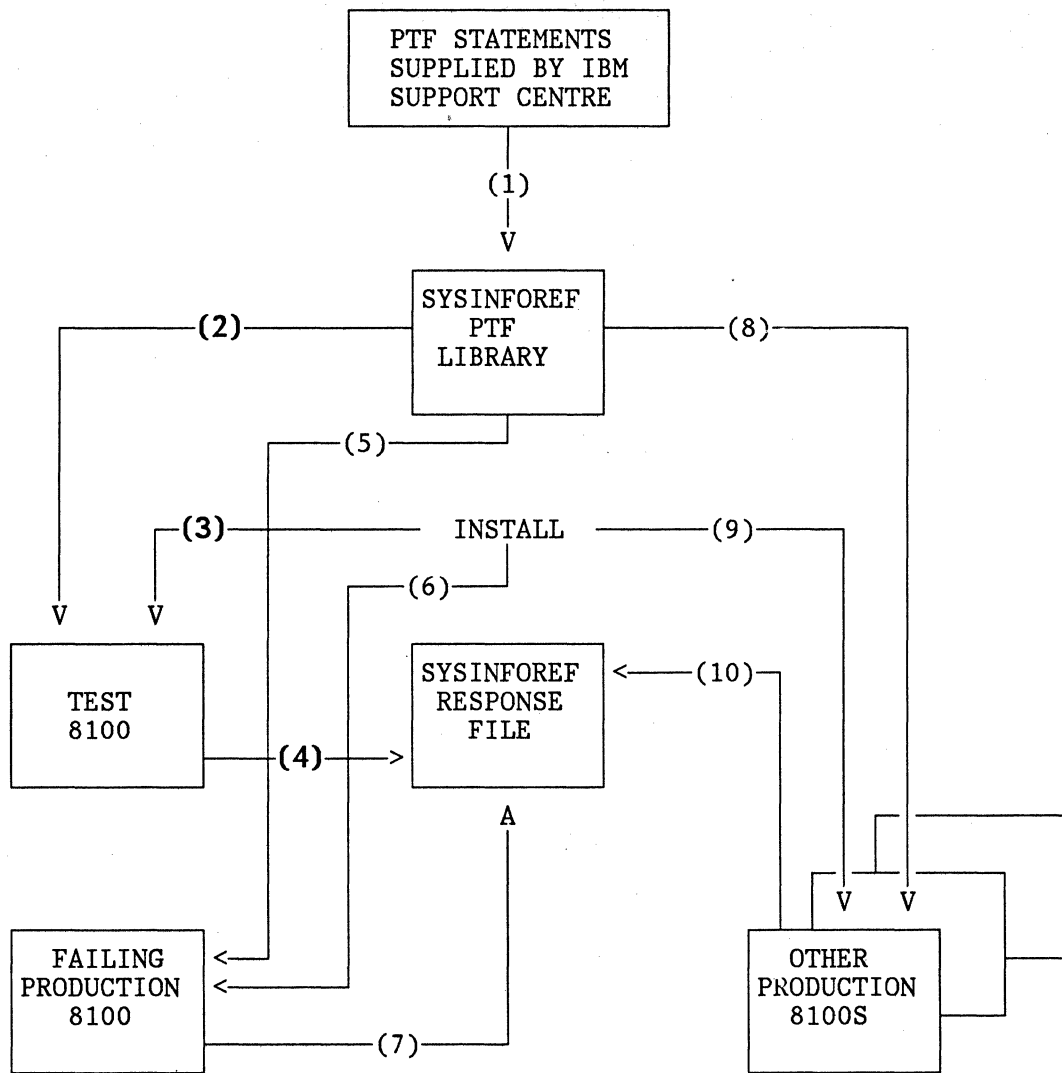 PTF STATEMENTS
SUPPLIED BY IBM
SUPPORT CENTRE
(1)
V
SYSINFOREF
PTF
LIBRARY
(2)
(8)
(5)
(3)
INSTALL
(9)
(6)
V
V
TEST
8100
SYSINFOREF
RESPONSE
FILE
<
(10)
(4)
>
A
V
V
FAILING
PRODUCTION
8100
<
<
OTHER
PRODUCTION
8100S
(7)